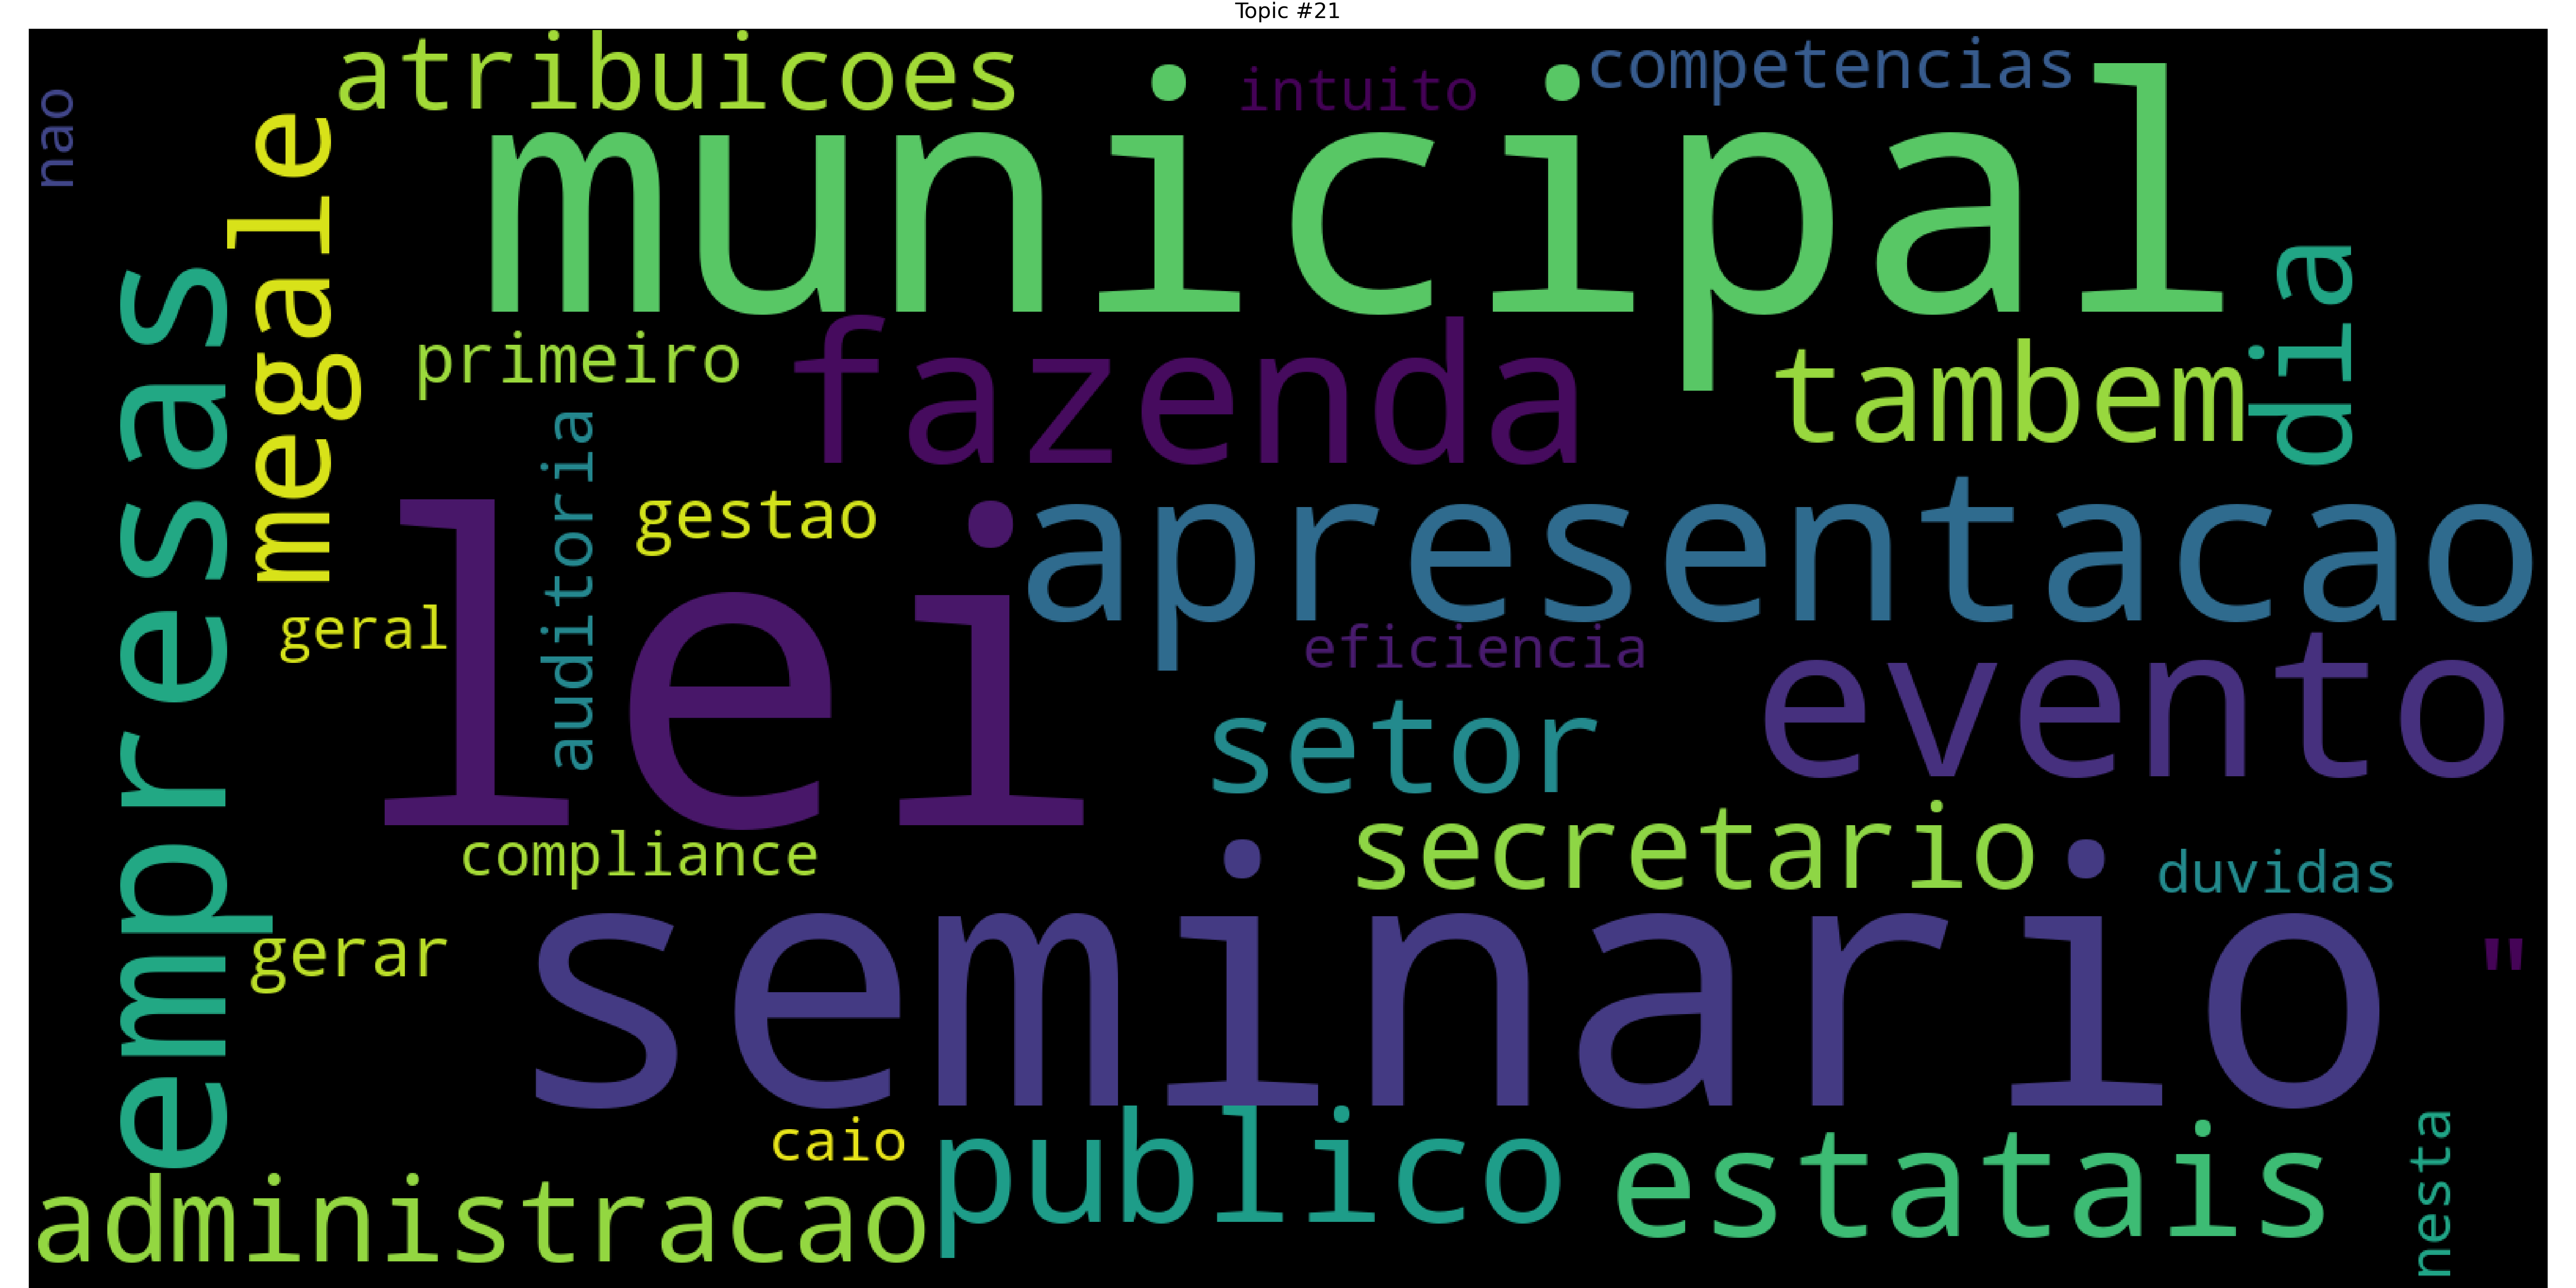 Topic #21
atribuicoes
intuito
competencias
nao
municipal
megale
dia
empresas
primeiro
fazenda
tambem
auditoria
gestao
apresentacao
lei
geral
eficiencia
evento
setor
compliance
secretario
duvidas
gerar
seminario
"
caio
publico
estatais
nesta
administracao